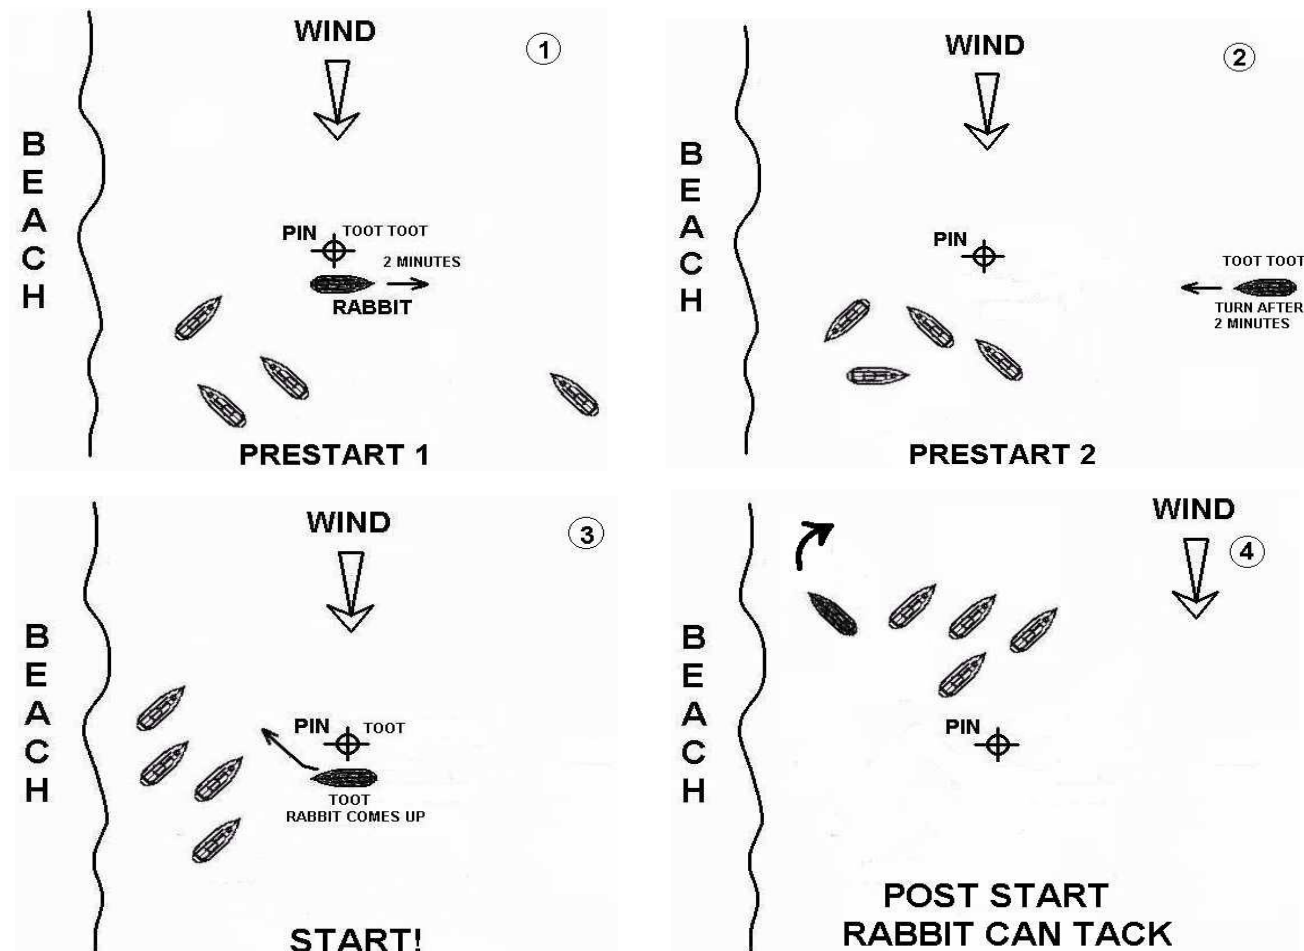 WIND
1
BEACH
PIN
TOOT TOOT
2 MINUTES
RABBIT
PRESTART 1
WIND
2
BEACH
PIN
TOOT TOOT
TURN AFTER
2 MINUTES
PRESTART 2
WIND
3
BEACH
PIN
TOOT
TOOT
RABBIT COMES UP
START!
WIND
4
BEACH
PIN
POST START
RABBIT CAN TACK